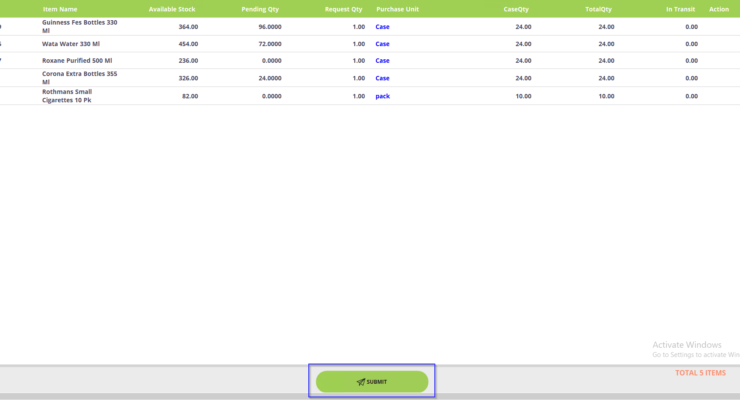 Item Name Available Stock Pending Qty Request Qty Purchase Unit CaseQty TotalQty In Transit Action
Guinness Fes Bottles 330
Ml 364.00 96.0000 1.00 Case 24.00 24.00 0.00
Wata Water 330 Ml 454.00 72.0000 1.00 Case 24.00 24.00 0.00
Roxane Purified 500 Ml 236.00 0.0000 1.00 Case 24.00 24.00 0.00
Corona Extra Bottles 355
Ml 326.00 24.0000 1.00 Case 24.00 24.00 0.00
Rothmans Small
Cigarettes 10 Pk 82.00 0.0000 1.00 pack 10.00 10.00 0.00
Activate Windows
Go to Settings to activate Win
TOTAL 5 ITEMS
SUBMIT